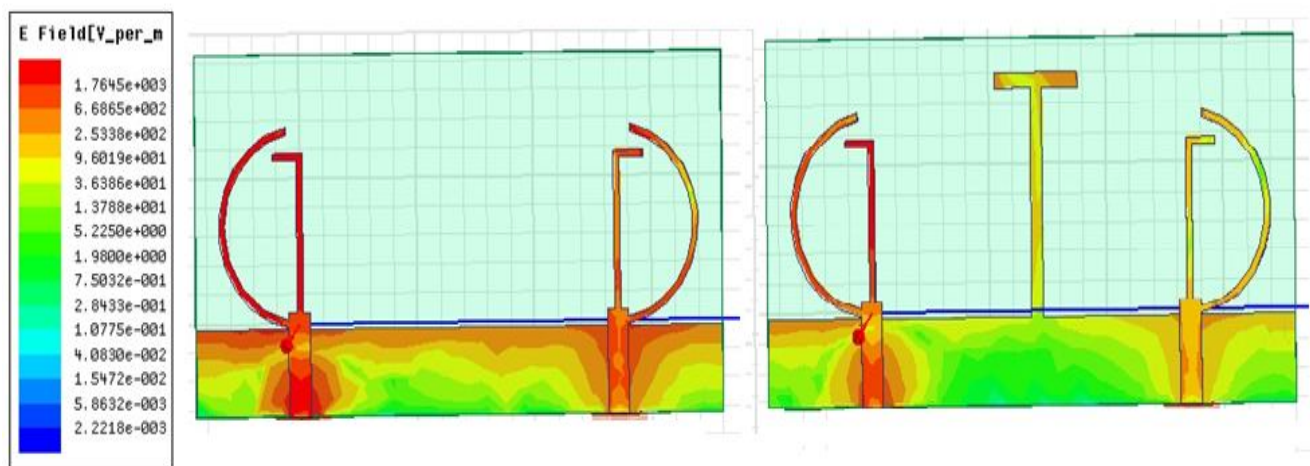 E Field[V_per_m
1.7645e+003
6.6865e+002
2.5338e+002
9.6019e+001
3.6386e+001
1.3788e+001
5.2250e+000
1.9800e+000
7.5032e-001
2.8433e-001
1.0775e-001
4.0830e-002
1.5472e-002
5.8632e-003
2.2218e-003